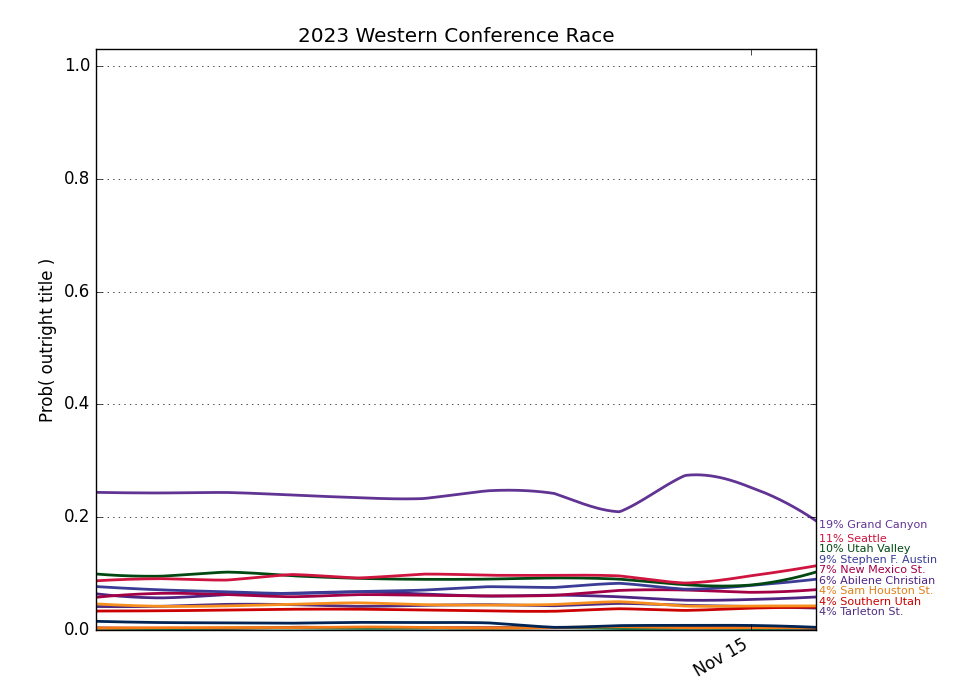 2023 Western Conference Race
1.0
0.8
0.6
0.4
0.2
0.0
Prob( outright title )
19% Grand Canyon
11% Seattle
10% Utah Valley
9% Stephen F. Austin
7% New Mexico St.
6% Abilene Christian
4% Sam Houston St.
4% Southern Utah
4% Tarleton St.
Nov 15